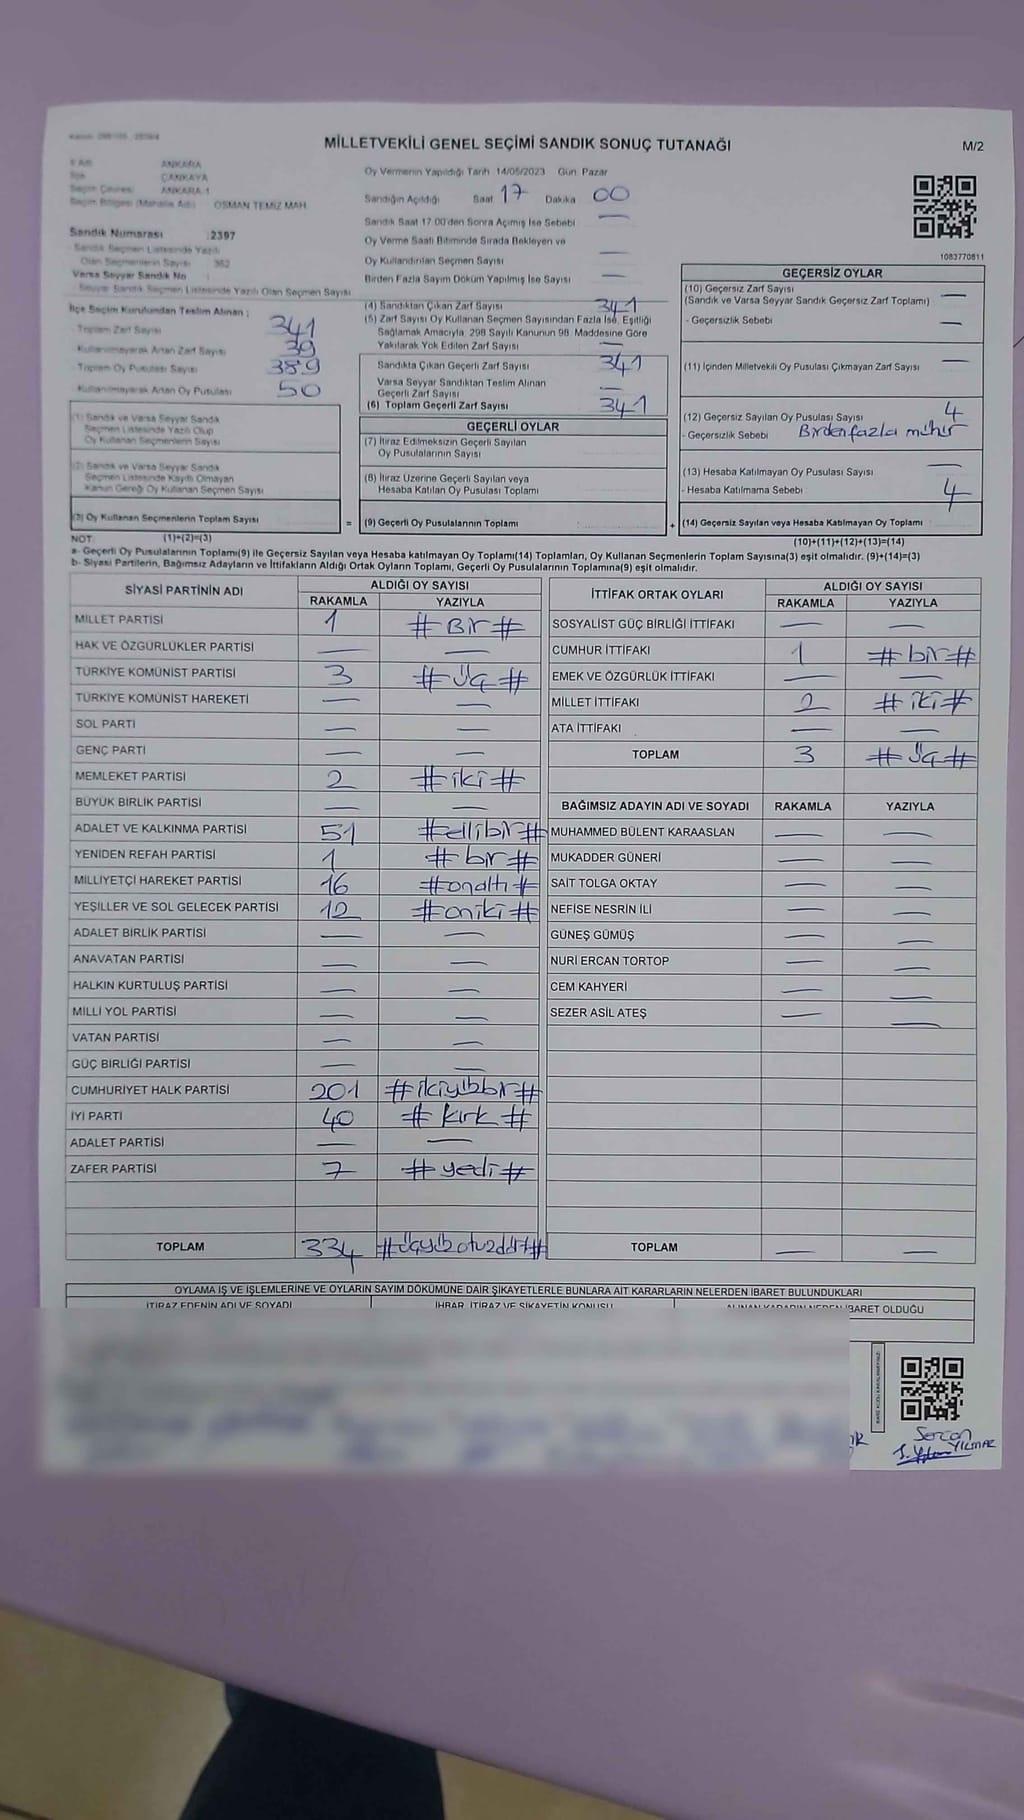 MİLLETVEKİLİ GENEL SEÇİMİ SANDIK SONUÇ TUTANAĞI
M/2
ANKARA
ÇANKAYA
Seçim Çevresi ANKARA 1
Seçim Bölgesi (Mahalle Adı) OSMAN TEMİZ MAH.
Oy Vermenin Yapıldığı Tarih 14/05/2023 Gün Pazar
Sandığın Açıldığı Saat 17 Dakika 00
Sandık Saat 17:00'den Sonra Açımış İse Sebebi —
Oy Verme Saati Bitiminde Sırada Bekleyen ve
Oy Kullandırılan Seçmen Sayısı —
Birden Fazla Sayım Döküm Yapılmış İse Sayısı —
1083770811
Sandık Numarası :2397
Sandık Seçmen Listesinde Yazılı
Olan Seçmenlerin Sayısı 382
Varsa Seyyar Sandık No
Seyyar Sandık Seçmen Listesinde Yazılı Olan Seçmen Sayısı
İlçe Seçim Kurulundan Teslim Alınan ;
- Toplam Zarf Sayısı 341
- Kullanılmayarak Artan Zarf Sayısı 39
- Toplam Oy Pusulası Sayısı 389
- Kullanılmayarak Artan Oy Pusulası 50
(4) Sandıktan Çıkan Zarf Sayısı 341
(5) Zarf Sayısı Oy Kullanan Seçmen Sayısından Fazla İse, Eşitliği
Sağlamak Amacıyla, 298 Sayılı Kanunun 98. Maddesine Göre
Yakılarak Yok Edilen Zarf Sayısı —
Sandıkta Çıkan Geçerli Zarf Sayısı 341
Varsa Seyyar Sandıktan Teslim Alınan
Geçerli Zarf Sayısı —
(6) Toplam Geçerli Zarf Sayısı 341
GEÇERSİZ OYLAR
(10) Geçersiz Zarf Sayısı —
(Sandık ve Varsa Seyyar Sandık Geçersiz Zarf Toplamı)
- Geçersizlik Sebebi —
(11) İçinden Milletvekili Oy Pusulası Çıkmayan Zarf Sayısı —
(12) Geçersiz Sayılan Oy Pusulası Sayısı 4
- Geçersizlik Sebebi Birden fazla mühür
(13) Hesaba Katılmayan Oy Pusulası Sayısı —
- Hesaba Katılmama Sebebi 4
(14) Geçersiz Sayılan veya Hesaba Katılmayan Oy Toplamı :
(10)+(11)+(12)+(13)=(14)
(1) Sandık ve Varsa Seyyar Sandık
Seçmen Listesinde Yazılı Olup
Oy Kullanan Seçmenlerin Sayısı
(2) Sandık ve Varsa Seyyar Sandık
Seçmen Listesinde Kayıtlı Olmayan
Kanun Gereği Oy Kullanan Seçmen Sayısı
(3) Oy Kullanan Seçmenlerin Toplam Sayısı
(1)+(2)=(3)
GEÇERLİ OYLAR
(7) İtiraz Edilmeksizin Geçerli Sayılan
Oy Pusulalarının Sayısı
(8) İtiraz Üzerine Geçerli Sayılan veya
Hesaba Katılan Oy Pusulası Toplamı
= (9) Geçerli Oy Pusulalarının Toplamı : +
NOT:
a- Geçerli Oy Pusulalarının Toplamı(9) ile Geçersiz Sayılan veya Hesaba katılmayan Oy Toplamı(14) Toplamları, Oy Kullanan Seçmenlerin Toplam Sayısına(3) eşit olmalıdır. (9)+(14)=(3)
b- Siyasi Partilerin, Bağımsız Adayların ve İttifakların Aldığı Ortak Oyların Toplamı, Geçerli Oy Pusulalarının Toplamına(9) eşit olmalıdır.
SİYASİ PARTİNİN ADI ALDIĞI OY SAYISI
RAKAMLA YAZIYLA
MİLLET PARTİSİ 1 # Bir #
HAK VE ÖZGÜRLÜKLER PARTİSİ — —
TÜRKİYE KOMÜNİST PARTİSİ 3 # Üç #
TÜRKİYE KOMÜNİST HAREKETİ — —
SOL PARTİ — —
GENÇ PARTİ — —
MEMLEKET PARTİSİ 2 # iki #
BÜYÜK BİRLİK PARTİSİ — —
ADALET VE KALKINMA PARTİSİ 51 # ellibir #
YENİDEN REFAH PARTİSİ 1 # bir #
MİLLİYETÇİ HAREKET PARTİSİ 16 # onaltı #
YEŞİLLER VE SOL GELECEK PARTİSİ 12 # oniki #
ADALET BİRLİK PARTİSİ — —
ANAVATAN PARTİSİ — —
HALKIN KURTULUŞ PARTİSİ — —
MİLLİ YOL PARTİSİ — —
VATAN PARTİSİ — —
GÜÇ BİRLİĞİ PARTİSİ — —
CUMHURİYET HALK PARTİSİ 201 # ikiyüzbir #
İYİ PARTİ 40 # kırk #
ADALET PARTİSİ — —
ZAFER PARTİSİ 7 # yedi #
TOPLAM 334 # üçyüzotuzdört #
İTTİFAK ORTAK OYLARI ALDIĞI OY SAYISI
RAKAMLA YAZIYLA
SOSYALİST GÜÇ BİRLİĞİ İTTİFAKI — —
CUMHUR İTTİFAKI 1 # bir #
EMEK VE ÖZGÜRLÜK İTTİFAKI — —
MİLLET İTTİFAKI 2 # iki #
ATA İTTİFAKI — —
TOPLAM 3 # Üç #
BAĞIMSIZ ADAYIN ADI VE SOYADI RAKAMLA YAZIYLA
MUHAMMED BÜLENT KARAASLAN — —
MUKADDER GÜNERİ — —
SAİT TOLGA OKTAY — —
NEFİSE NESRİN İLİ — —
GÜNEŞ GÜMÜŞ — —
NURİ ERCAN TORTOP — —
CEM KAHYERİ — —
SEZER ASİL ATEŞ — —
TOPLAM — —
OYLAMA İŞ VE İŞLEMLERİNE VE OYLARIN SAYIM DÖKÜMÜNE DAİR ŞİKAYETLERLE BUNLARA AİT KARARLARIN NELERDEN İBARET BULUNDUKLARI
İTİRAZ EDENİN ADI VE SOYADI İHBAR, İTİRAZ VE ŞİKAYETİN KONUSU ALINAN KARARIN NEDEN İBARET OLDUĞU
YILMAZ